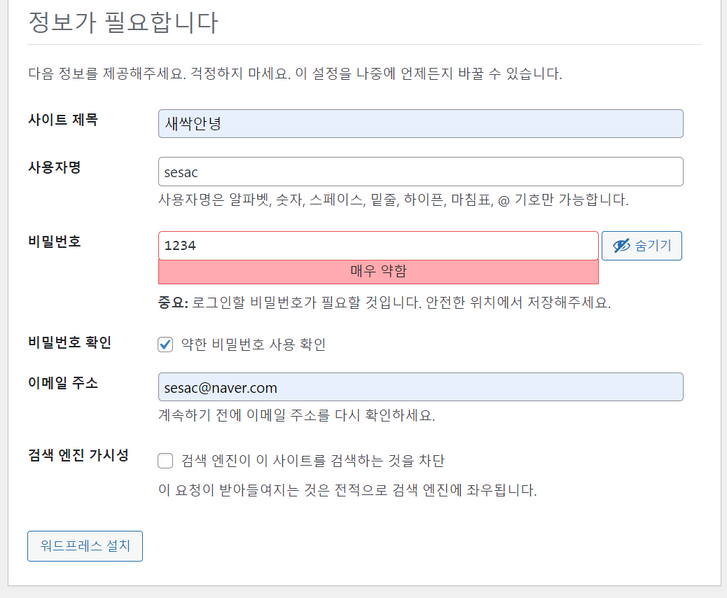 정보가 필요합니다
다음 정보를 제공해주세요. 걱정하지 마세요. 이 설정을 나중에 언제든지 바꿀 수 있습니다.
사이트 제목
새싹안녕
사용자명
sesac
사용자명은 알파벳, 숫자, 스페이스, 밑줄, 하이픈, 마침표, @ 기호만 가능합니다.
비밀번호
1234
숨기기
매우 약함
중요: 로그인할 비밀번호가 필요할 것입니다. 안전한 위치에서 저장해주세요.
비밀번호 확인
약한 비밀번호 사용 확인
이메일 주소
sesac@naver.com
계속하기 전에 이메일 주소를 다시 확인하세요.
검색 엔진 가시성
검색 엔진이 이 사이트를 검색하는 것을 차단
이 요청이 받아들여지는 것은 전적으로 검색 엔진에 좌우됩니다.
워드프레스 설치